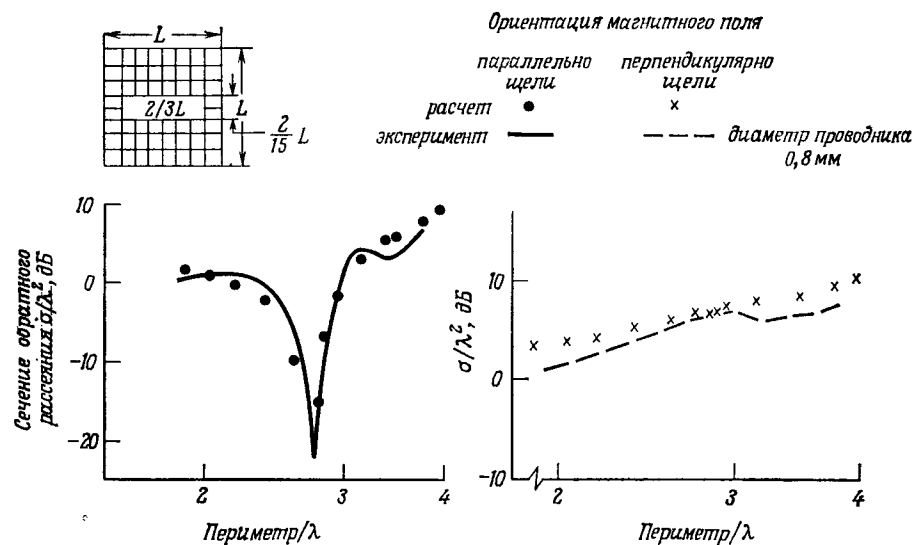 Ориентация магнитного поля
параллельно щели
перпендикулярно щели
расчет
эксперимент
диаметр проводника
0,8 мм
L
2/3L
L
2/15 L
Сечение обратного
рассеяния σ/λ², дБ
10
0
-10
-20
2
3
4
Периметр/λ
σ/λ², дБ
10
0
-10
2
3
4
Периметр/λ